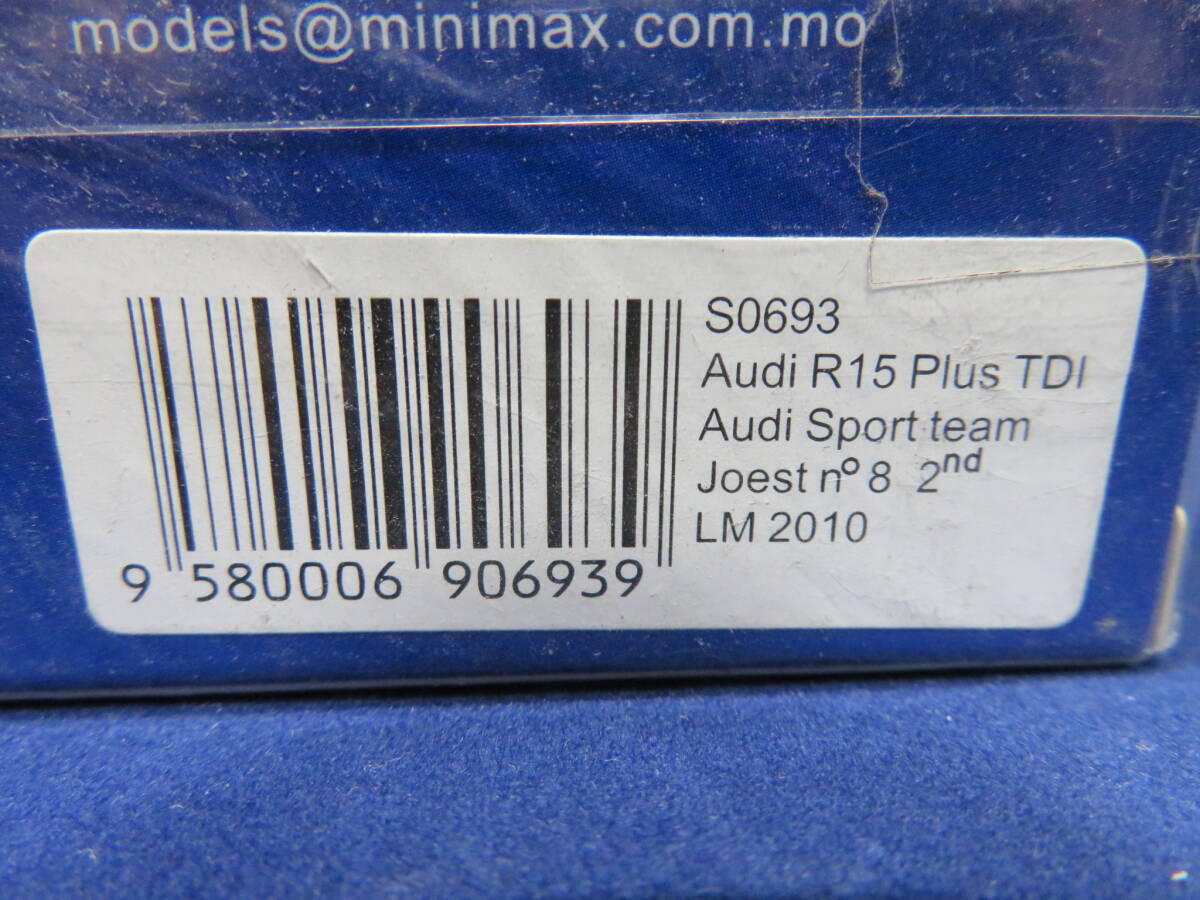 models@minimax.com.mo
S0693
Audi R15 Plus TDI
Audi Sport team
Joest nº 8 2nd
LM 2010
9 580006 906939